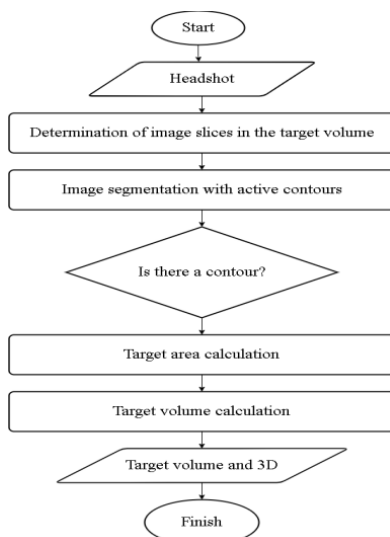 Start
Headshot
Determination of image slices in the target volume
Image segmentation with active contours
Is there a contour?
Target area calculation
Target volume calculation
Target volume and 3D
Finish